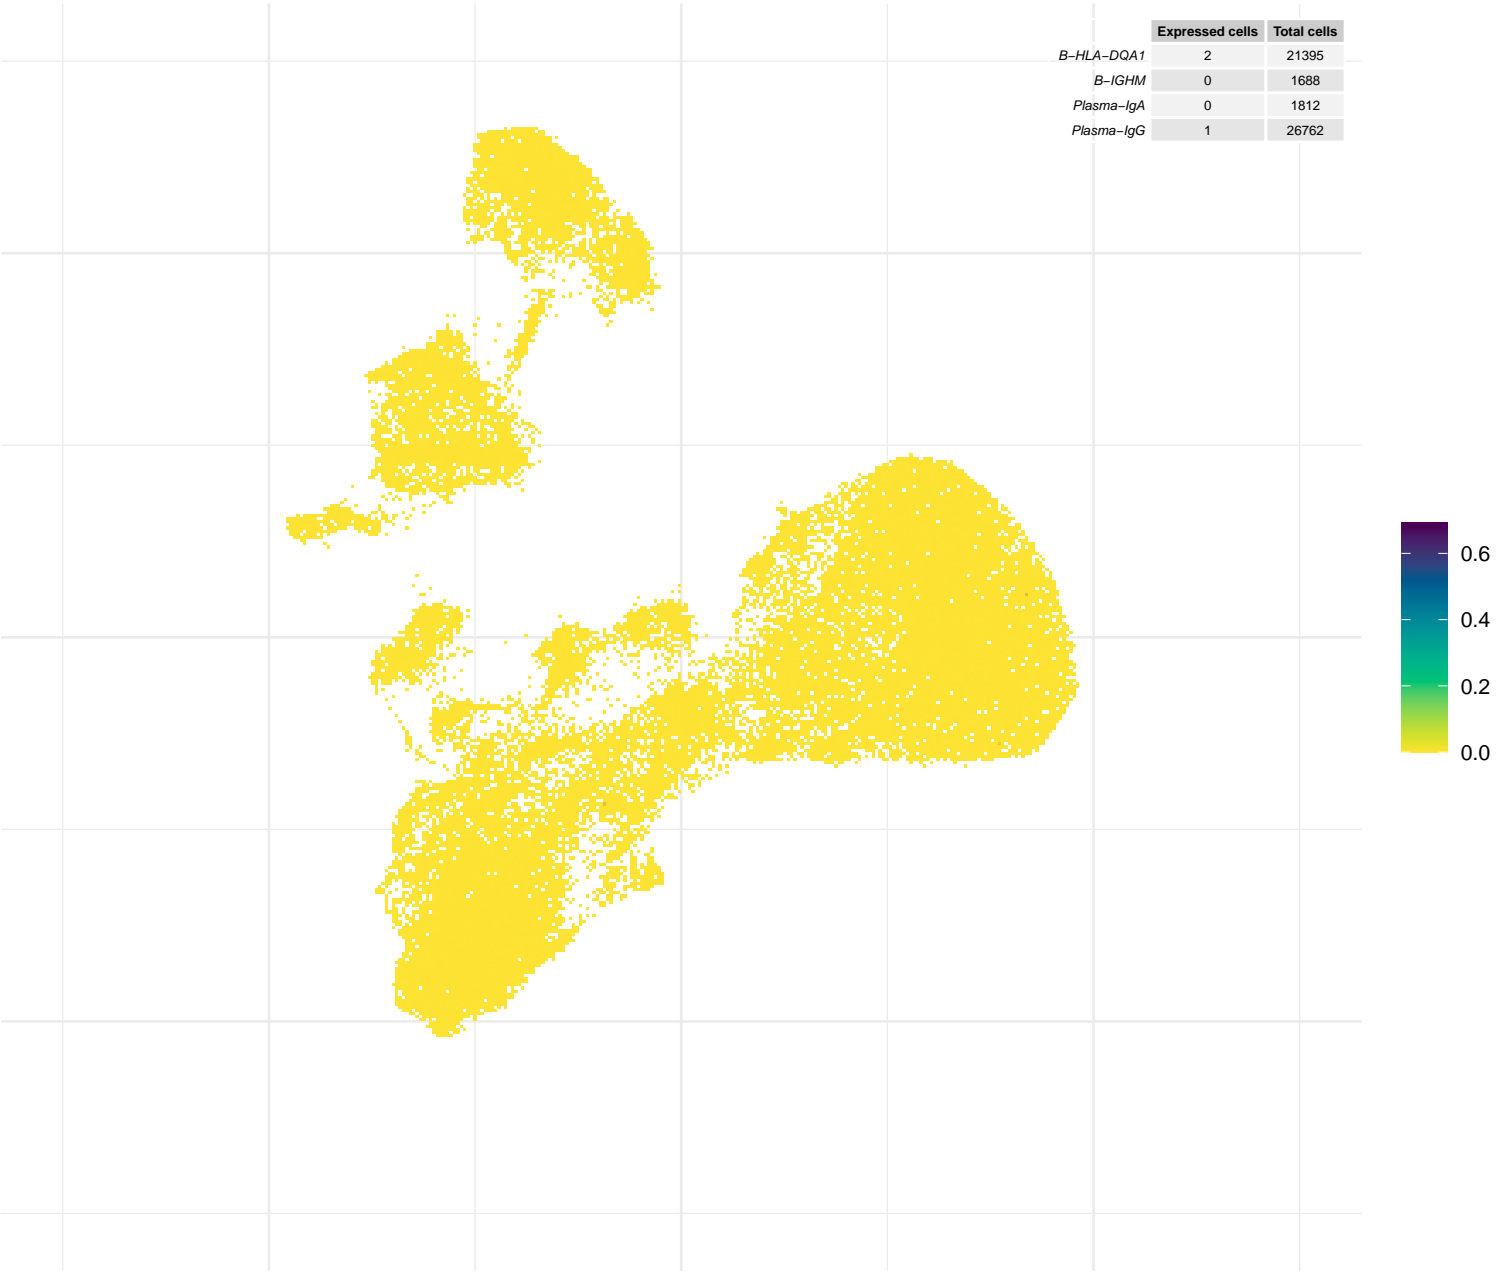 Expressed cells Total cells
B−HLA−DQA1 2 21395
B−IGHM 0 1688
Plasma−IgA 0 1812
Plasma−IgG 1 26762
0.6
0.4
0.2
0.0